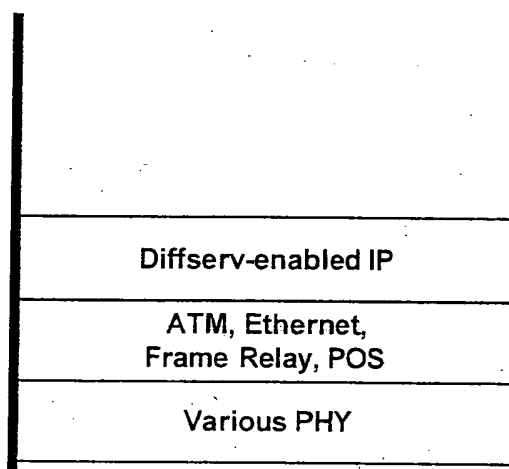 Diffserv-enabled IP
ATM, Ethernet,
Frame Relay, POS
Various PHY